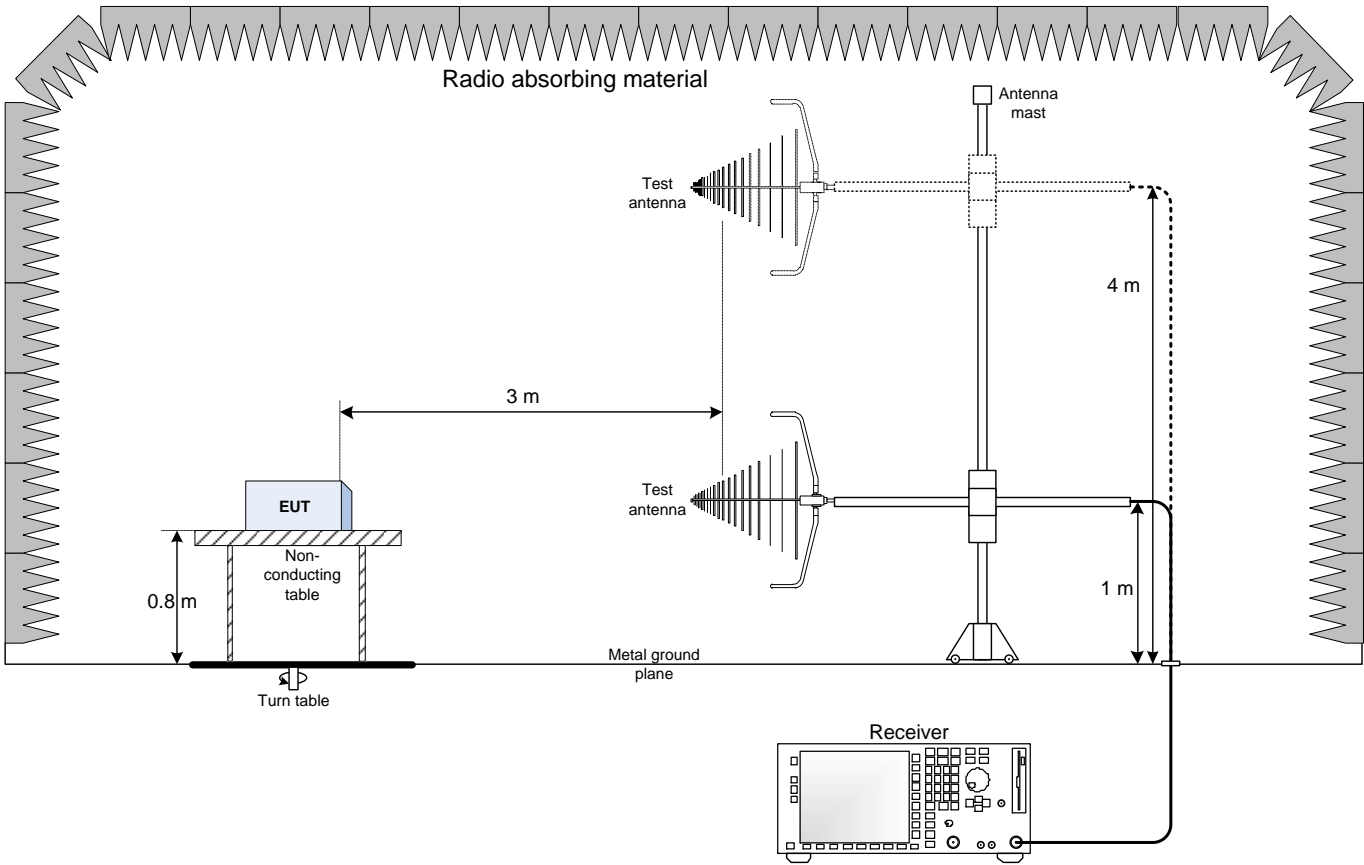 Radio absorbing material
Antenna
mast
Test
antenna
4 m
3 m
Test
antenna
EUT
Non-
conducting
table
0.8 m
1 m
Metal ground
plane
Turn table
Receiver